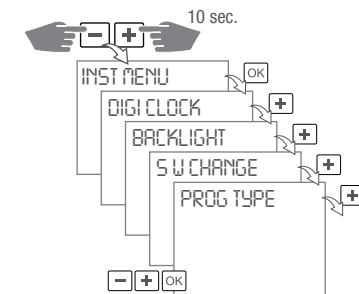 10 sec.
- +
INST MENU
OK
DIGI CLOCK
+
BACKLIGHT
+
S W CHANGE
+
PROG TYPE
+
- + OK